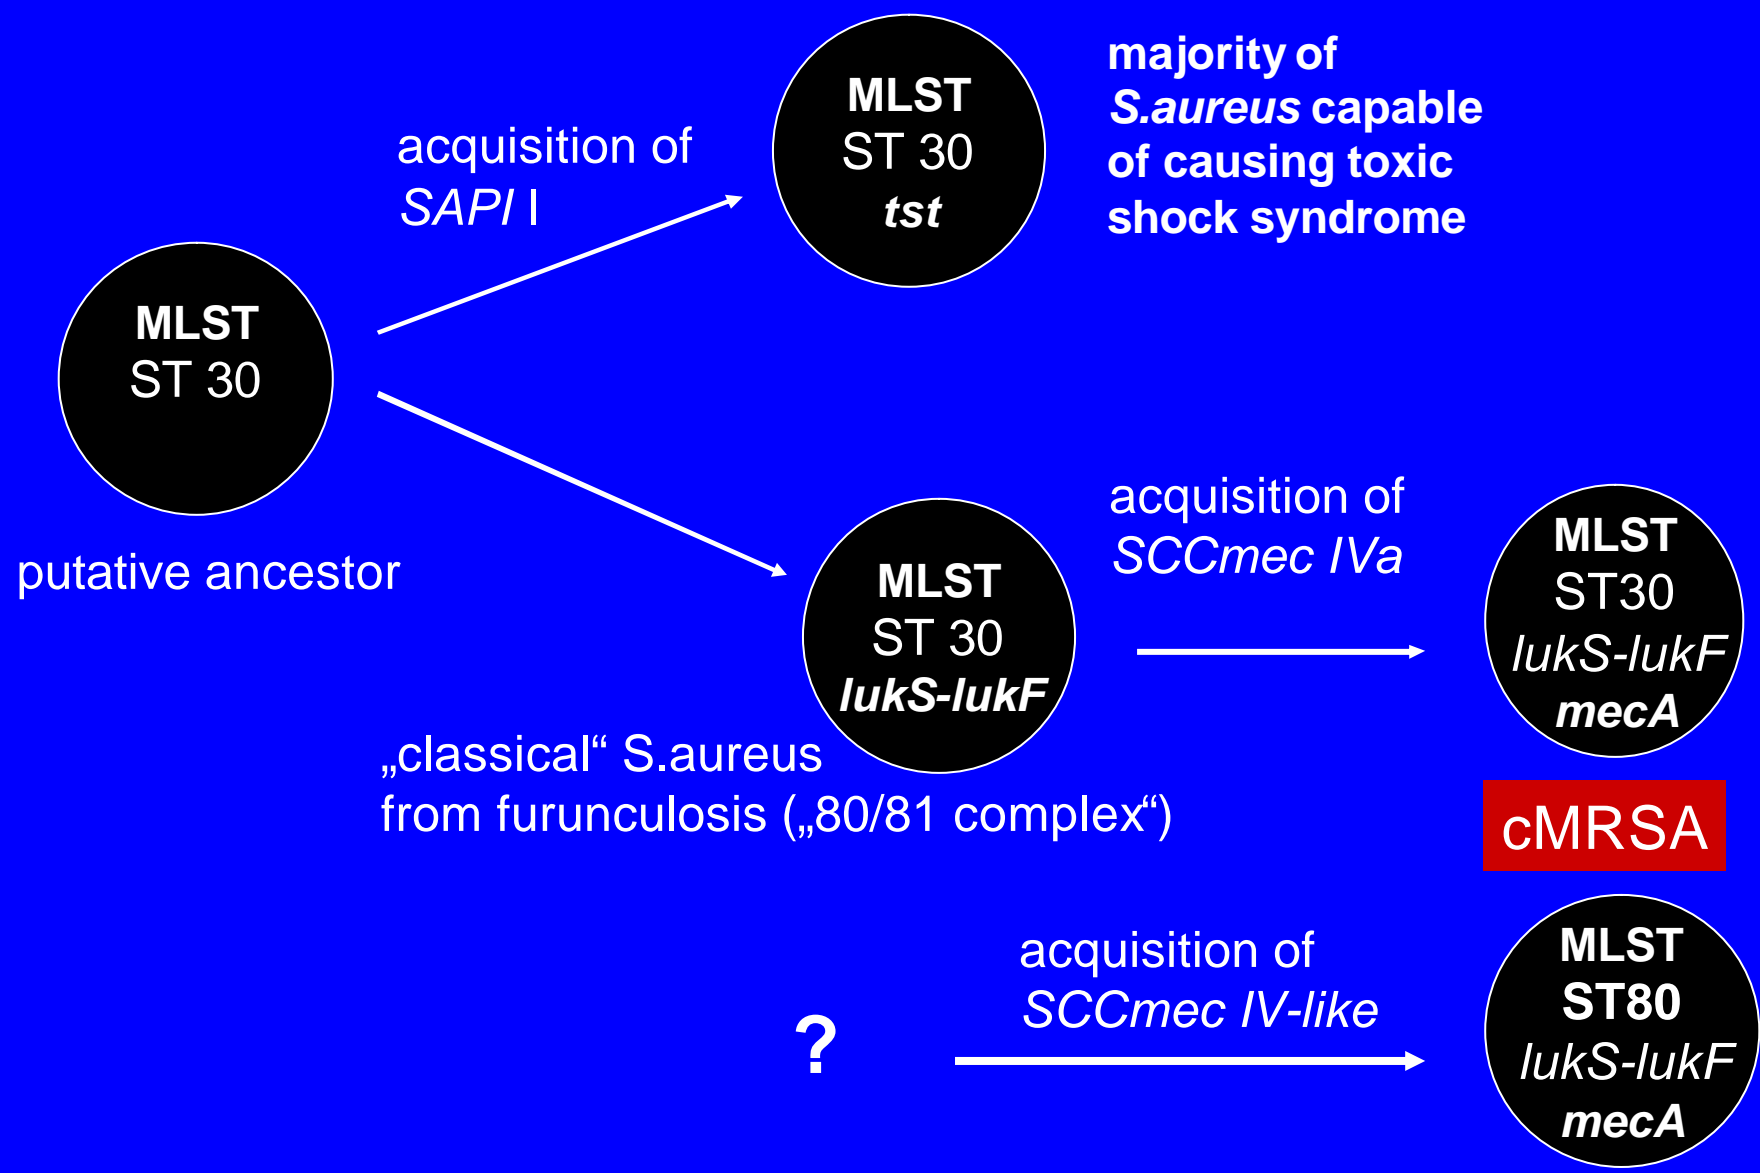 MLST
ST 30
putative ancestor
acquisition of
SAPI I
MLST
ST 30
tst
majority of
S.aureus capable
of causing toxic
shock syndrome
MLST
ST 30
lukS-lukF
„classical“ S.aureus
from furunculosis („80/81 complex“)
acquisition of
SCCmec IVa
MLST
ST30
lukS-lukF
mecA
cMRSA
?
acquisition of
SCCmec IV-like
MLST
ST80
lukS-lukF
mecA